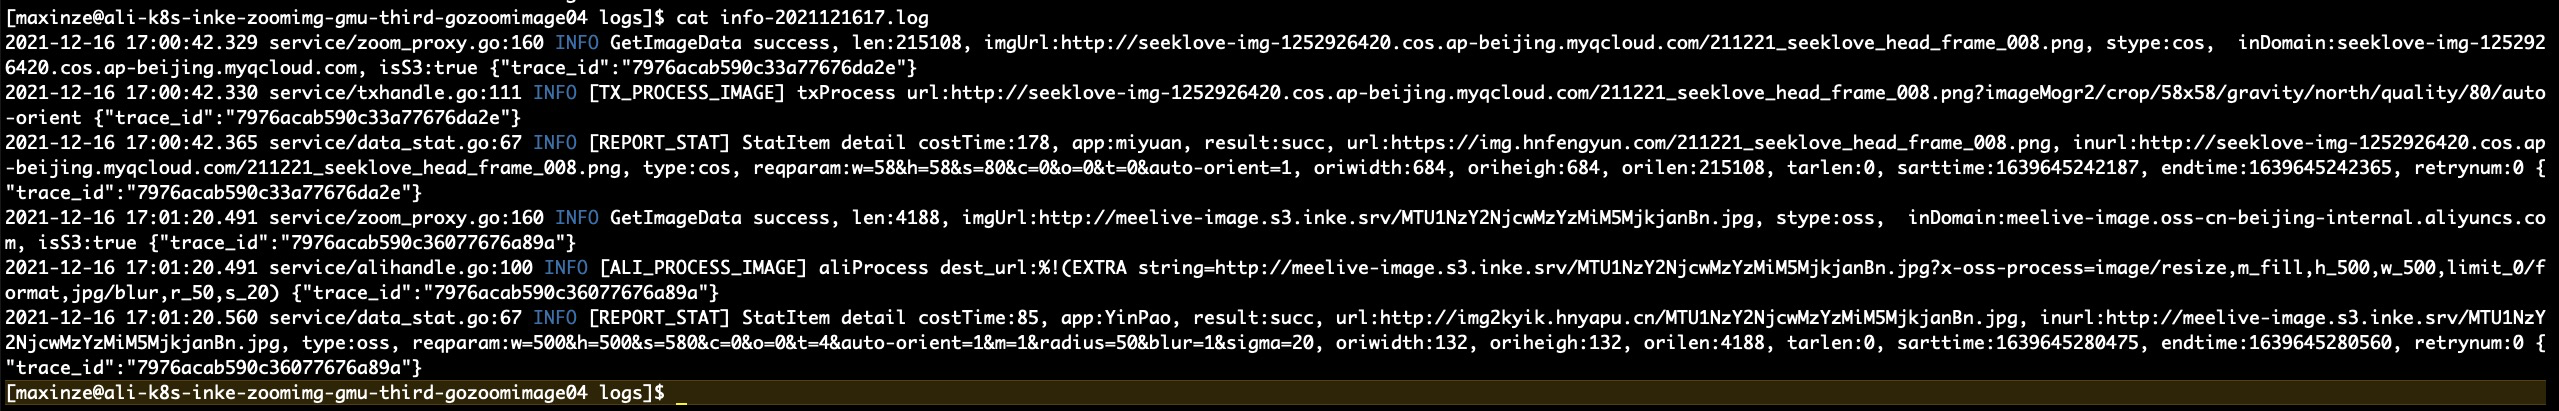 [maxinze@ali-k8s-inke-zoomimg-gmu-third-gozoomimage04 logs]$ cat info-2021121617.log
2021-12-16 17:00:42.329 service/zoom_proxy.go:160 INFO GetImageData success, len:215108, imgUrl:http://seeklove-img-1252926420.cos.ap-beijing.myqcloud.com/211221_seeklove_head_frame_008.png, stype:cos,  inDomain:seeklove-img-125292
6420.cos.ap-beijing.myqcloud.com, isS3:true {"trace_id":"7976acab590c33a77676da2e"}
2021-12-16 17:00:42.330 service/txhandle.go:111 INFO [TX_PROCESS_IMAGE] txProcess url:http://seeklove-img-1252926420.cos.ap-beijing.myqcloud.com/211221_seeklove_head_frame_008.png?imageMogr2/crop/58x58/gravity/north/quality/80/auto
-orient {"trace_id":"7976acab590c33a77676da2e"}
2021-12-16 17:00:42.365 service/data_stat.go:67 INFO [REPORT_STAT] StatItem detail costTime:178, app:miyuan, result:succ, url:https://img.hnfengyun.com/211221_seeklove_head_frame_008.png, inurl:http://seeklove-img-1252926420.cos.ap
-beijing.myqcloud.com/211221_seeklove_head_frame_008.png, type:cos, reqparam:w=58&h=58&s=80&c=0&o=0&t=0&auto-orient=1, oriwidth:684, oriheigh:684, orilen:215108, tarlen:0, sarttime:1639645242187, endtime:1639645242365, retrynum:0 {
"trace_id":"7976acab590c33a77676da2e"}
2021-12-16 17:01:20.491 service/zoom_proxy.go:160 INFO GetImageData success, len:4188, imgUrl:http://meelive-image.s3.inke.srv/MTU1NzY2NjcwMzYzMiM5MjkjanBn.jpg, stype:oss,  inDomain:meelive-image.oss-cn-beijing-internal.aliyuncs.co
m, isS3:true {"trace_id":"7976acab590c36077676a89a"}
2021-12-16 17:01:20.491 service/alihandle.go:100 INFO [ALI_PROCESS_IMAGE] aliProcess dest_url:%!(EXTRA string=http://meelive-image.s3.inke.srv/MTU1NzY2NjcwMzYzMiM5MjkjanBn.jpg?x-oss-process=image/resize,m_fill,h_500,w_500,limit_0/f
ormat,jpg/blur,r_50,s_20) {"trace_id":"7976acab590c36077676a89a"}
2021-12-16 17:01:20.560 service/data_stat.go:67 INFO [REPORT_STAT] StatItem detail costTime:85, app:YinPao, result:succ, url:http://img2kyik.hnyapu.cn/MTU1NzY2NjcwMzYzMiM5MjkjanBn.jpg, inurl:http://meelive-image.s3.inke.srv/MTU1NzY
2NjcwMzYzMiM5MjkjanBn.jpg, type:oss, reqparam:w=500&h=500&s=580&c=0&o=0&t=4&auto-orient=1&m=1&radius=50&blur=1&sigma=20, oriwidth:132, oriheigh:132, orilen:4188, tarlen:0, sarttime:1639645280475, endtime:1639645280560, retrynum:0 {
"trace_id":"7976acab590c36077676a89a"}
[maxinze@ali-k8s-inke-zoomimg-gmu-third-gozoomimage04 logs]$ _